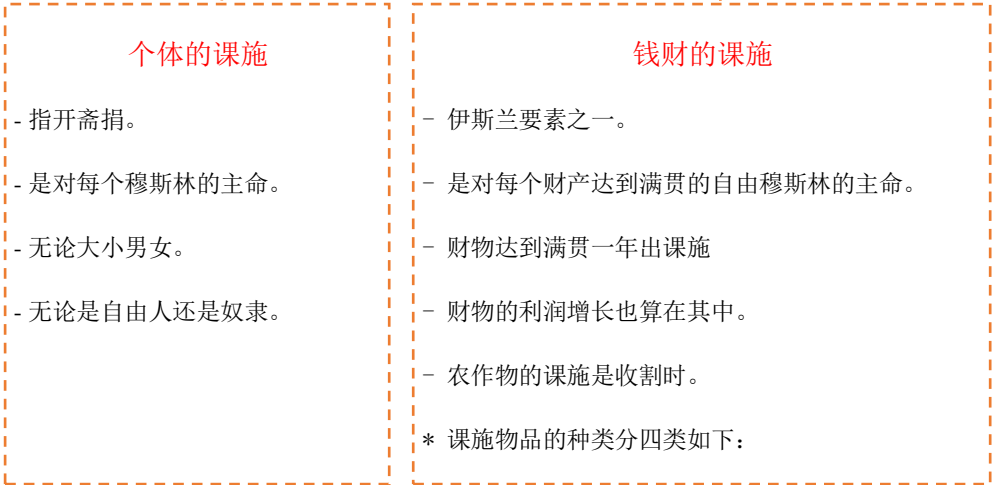 个体的课施
- 指开斋捐。
- 是对每个穆斯林的主命。
- 无论大小男女。
- 无论是自由人还是奴隶。
钱财的课施
- 伊斯兰要素之一。
- 是对每个财产达到满贯的自由穆斯林的主命。
- 财物达到满贯一年出课施
- 财物的利润增长也算在其中。
- 农作物的课施是收割时。
* 课施物品的种类分四类如下：